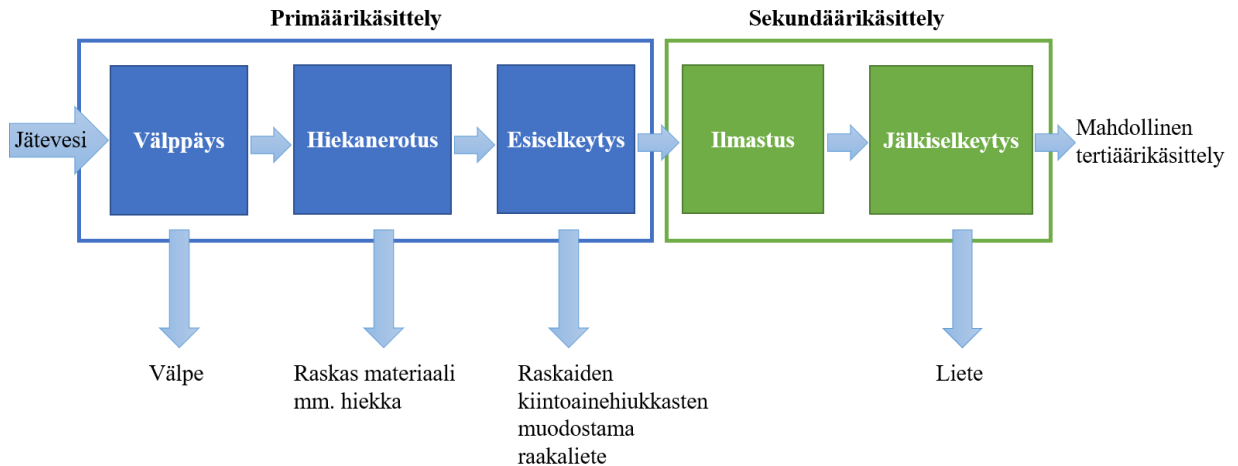 Primäärikäsittely
Sekundäärikäsittely
Jätevesi
Välppäys
Hiekanerotus
Esiselkeytys
Ilmastus
Jälkiselkeytys
Mahdollinen
tertiäärikäsittely
Välpe
Raskas materiaali
mm. hiekka
Raskaiden
kiintoainehiukkasten
muodostama
raakaliete
Liete